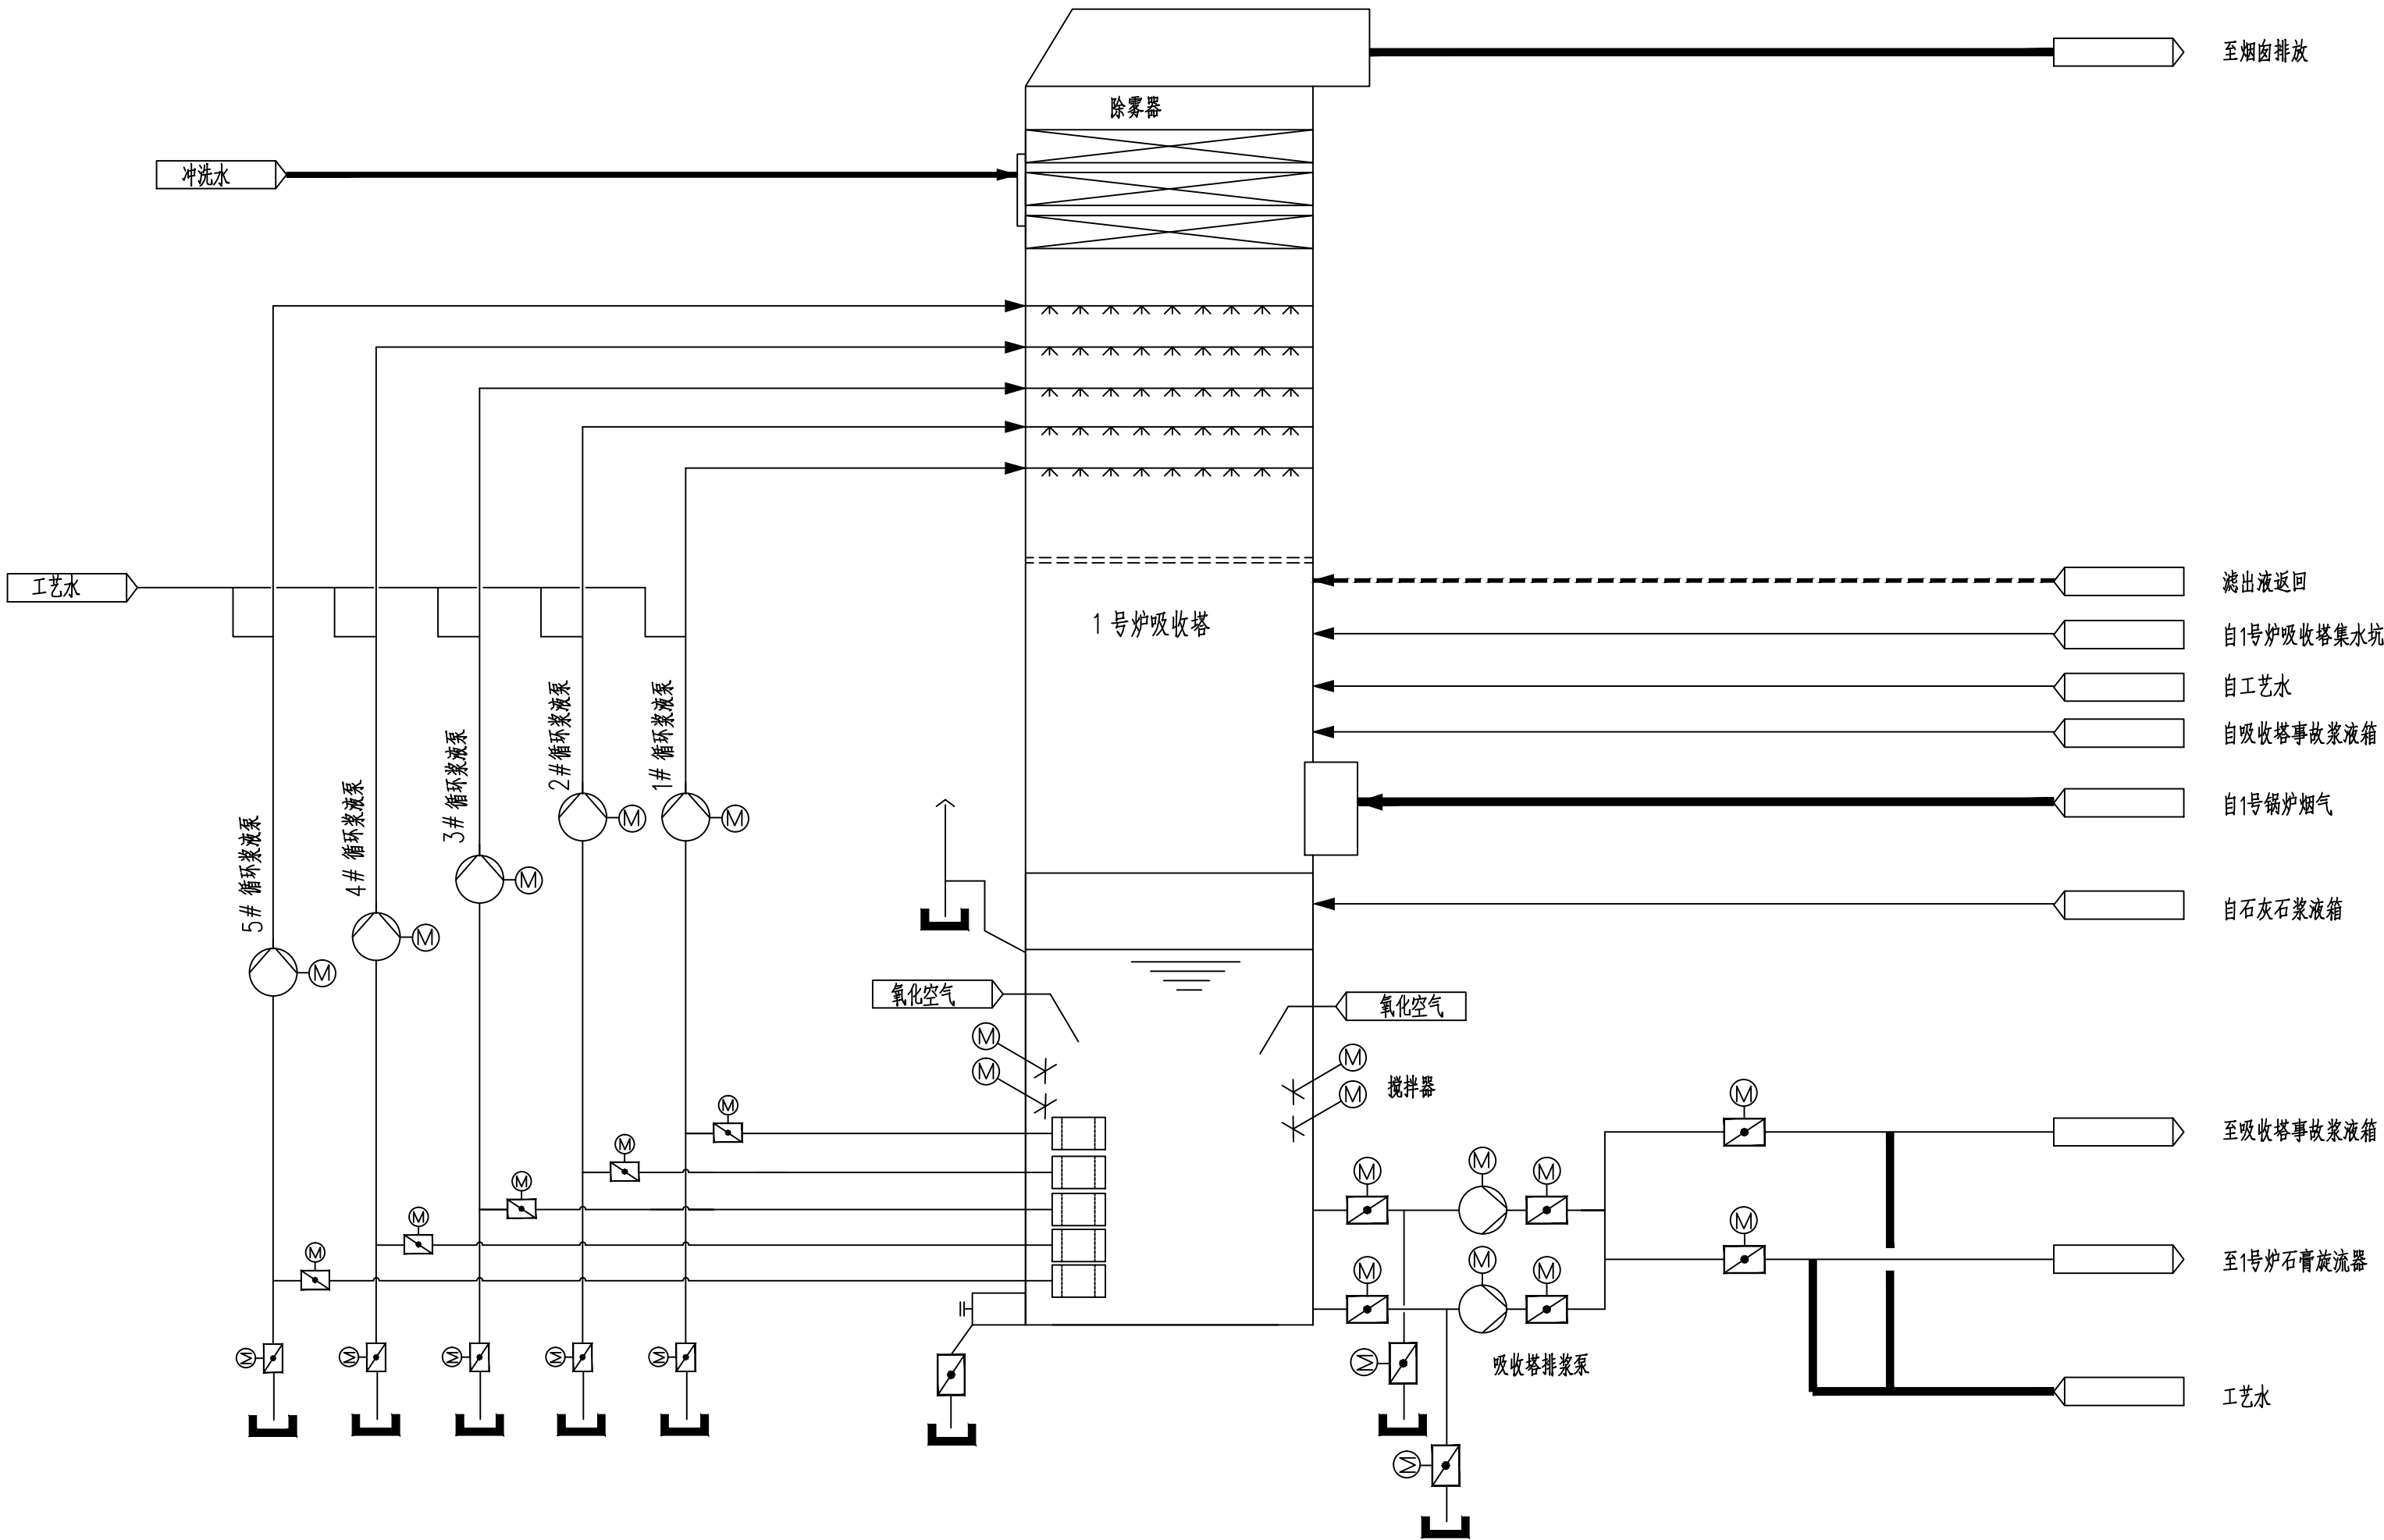 至烟囱排放
除雾器
冲洗水
工艺水
滤出液返回
1号炉吸收塔
自1号炉吸收塔集水坑
自工艺水
自吸收塔事故浆液箱
自1号锅炉烟气
自石灰石浆液箱
5# 循环浆液泵
4# 循环浆液泵
3# 循环浆液泵
2#循环浆液泵
1# 循环浆液泵
M
M
M
M
M
氧化空气
氧化空气
M
M
M
M
搅拌器
M
M
M
M
M
M
至吸收塔事故浆液箱
M
M
M
M
至1号炉石膏旋流器
M
M
M
M
M
M
M
M
M
吸收塔排浆泵
工艺水
M